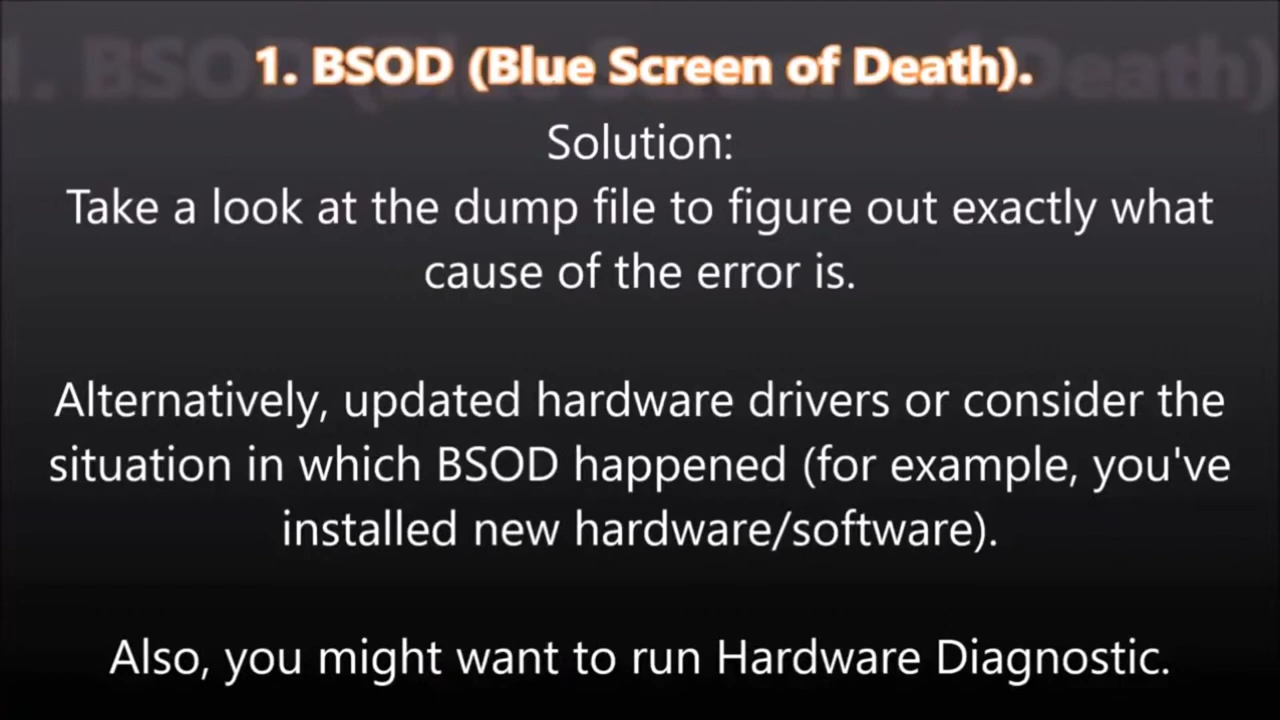 1. BSOD (Blue Screen of Death).
Solution:
Take a look at the dump file to figure out exactly what
cause of the error is.
Alternatively, updated hardware drivers or consider the
situation in which BSOD happened (for example, you've
installed new hardware/software).
Also, you might want to run Hardware Diagnostic.